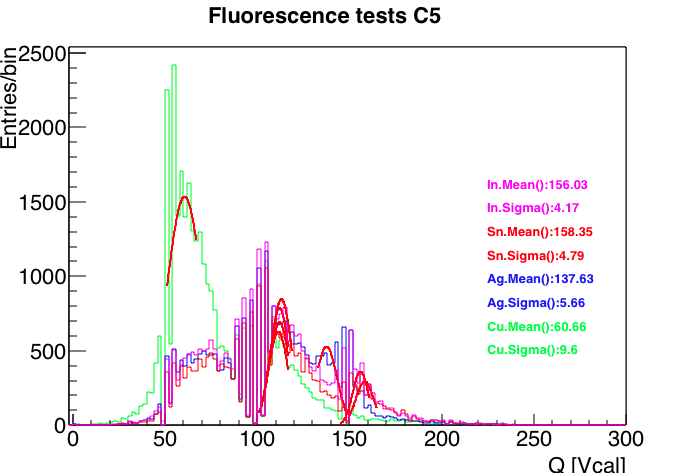 Fluorescence tests C5
Entries/bin
2500
2000
1500
1000
500
0
In.Mean():156.03
In.Sigma():4.17
Sn.Mean():158.35
Sn.Sigma():4.79
Ag.Mean():137.63
Ag.Sigma():5.66
Cu.Mean():60.66
Cu.Sigma():9.6
0 50 100 150 200 250 300
Q [Vcal]